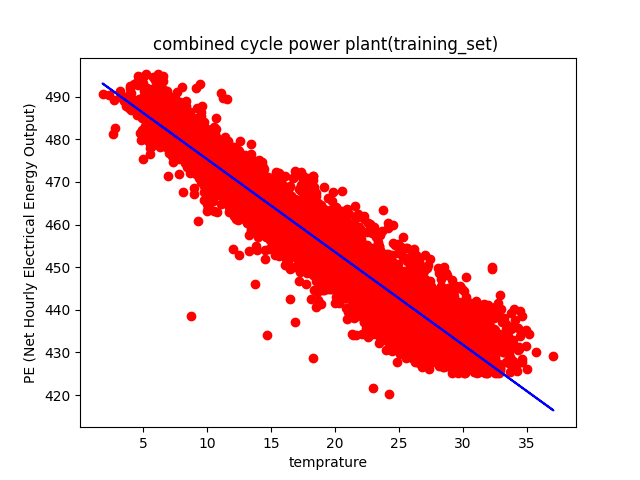 combined cycle power plant(training_set)
PE (Net Hourly Electrical Energy Output)
490
480
470
460
450
440
430
420
5 10 15 20 25 30 35
temprature